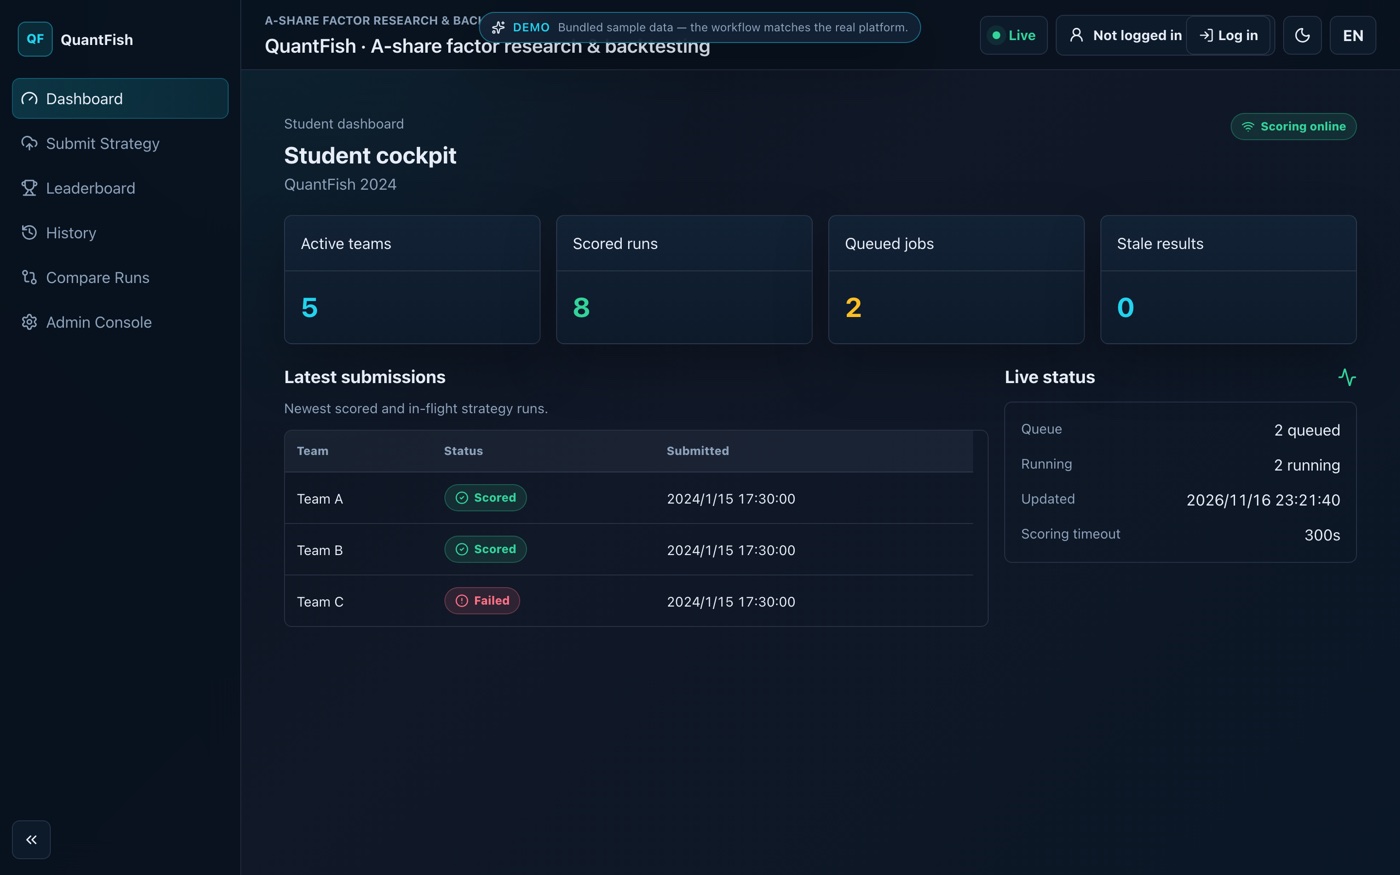 QF QuantFish
Dashboard
Submit Strategy
Leaderboard
History
Compare Runs
Admin Console
A-SHARE FACTOR RESEARCH &
QuantFish · A-share factor research & backtesting
DEMO Bundled sample data — the workflow matches the real platform.
Live
Not logged in
Log in
EN
Student dashboard
Student cockpit
QuantFish 2024
Scoring online
Active teams
5
Scored runs
8
Queued jobs
2
Stale results
0
Latest submissions
Newest scored and in-flight strategy runs.
Team Status Submitted
Team A Scored 2024/1/15 17:30:00
Team B Scored 2024/1/15 17:30:00
Team C Failed 2024/1/15 17:30:00
Live status
Queue 2 queued
Running 2 running
Updated 2026/11/16 23:21:40
Scoring timeout 300s